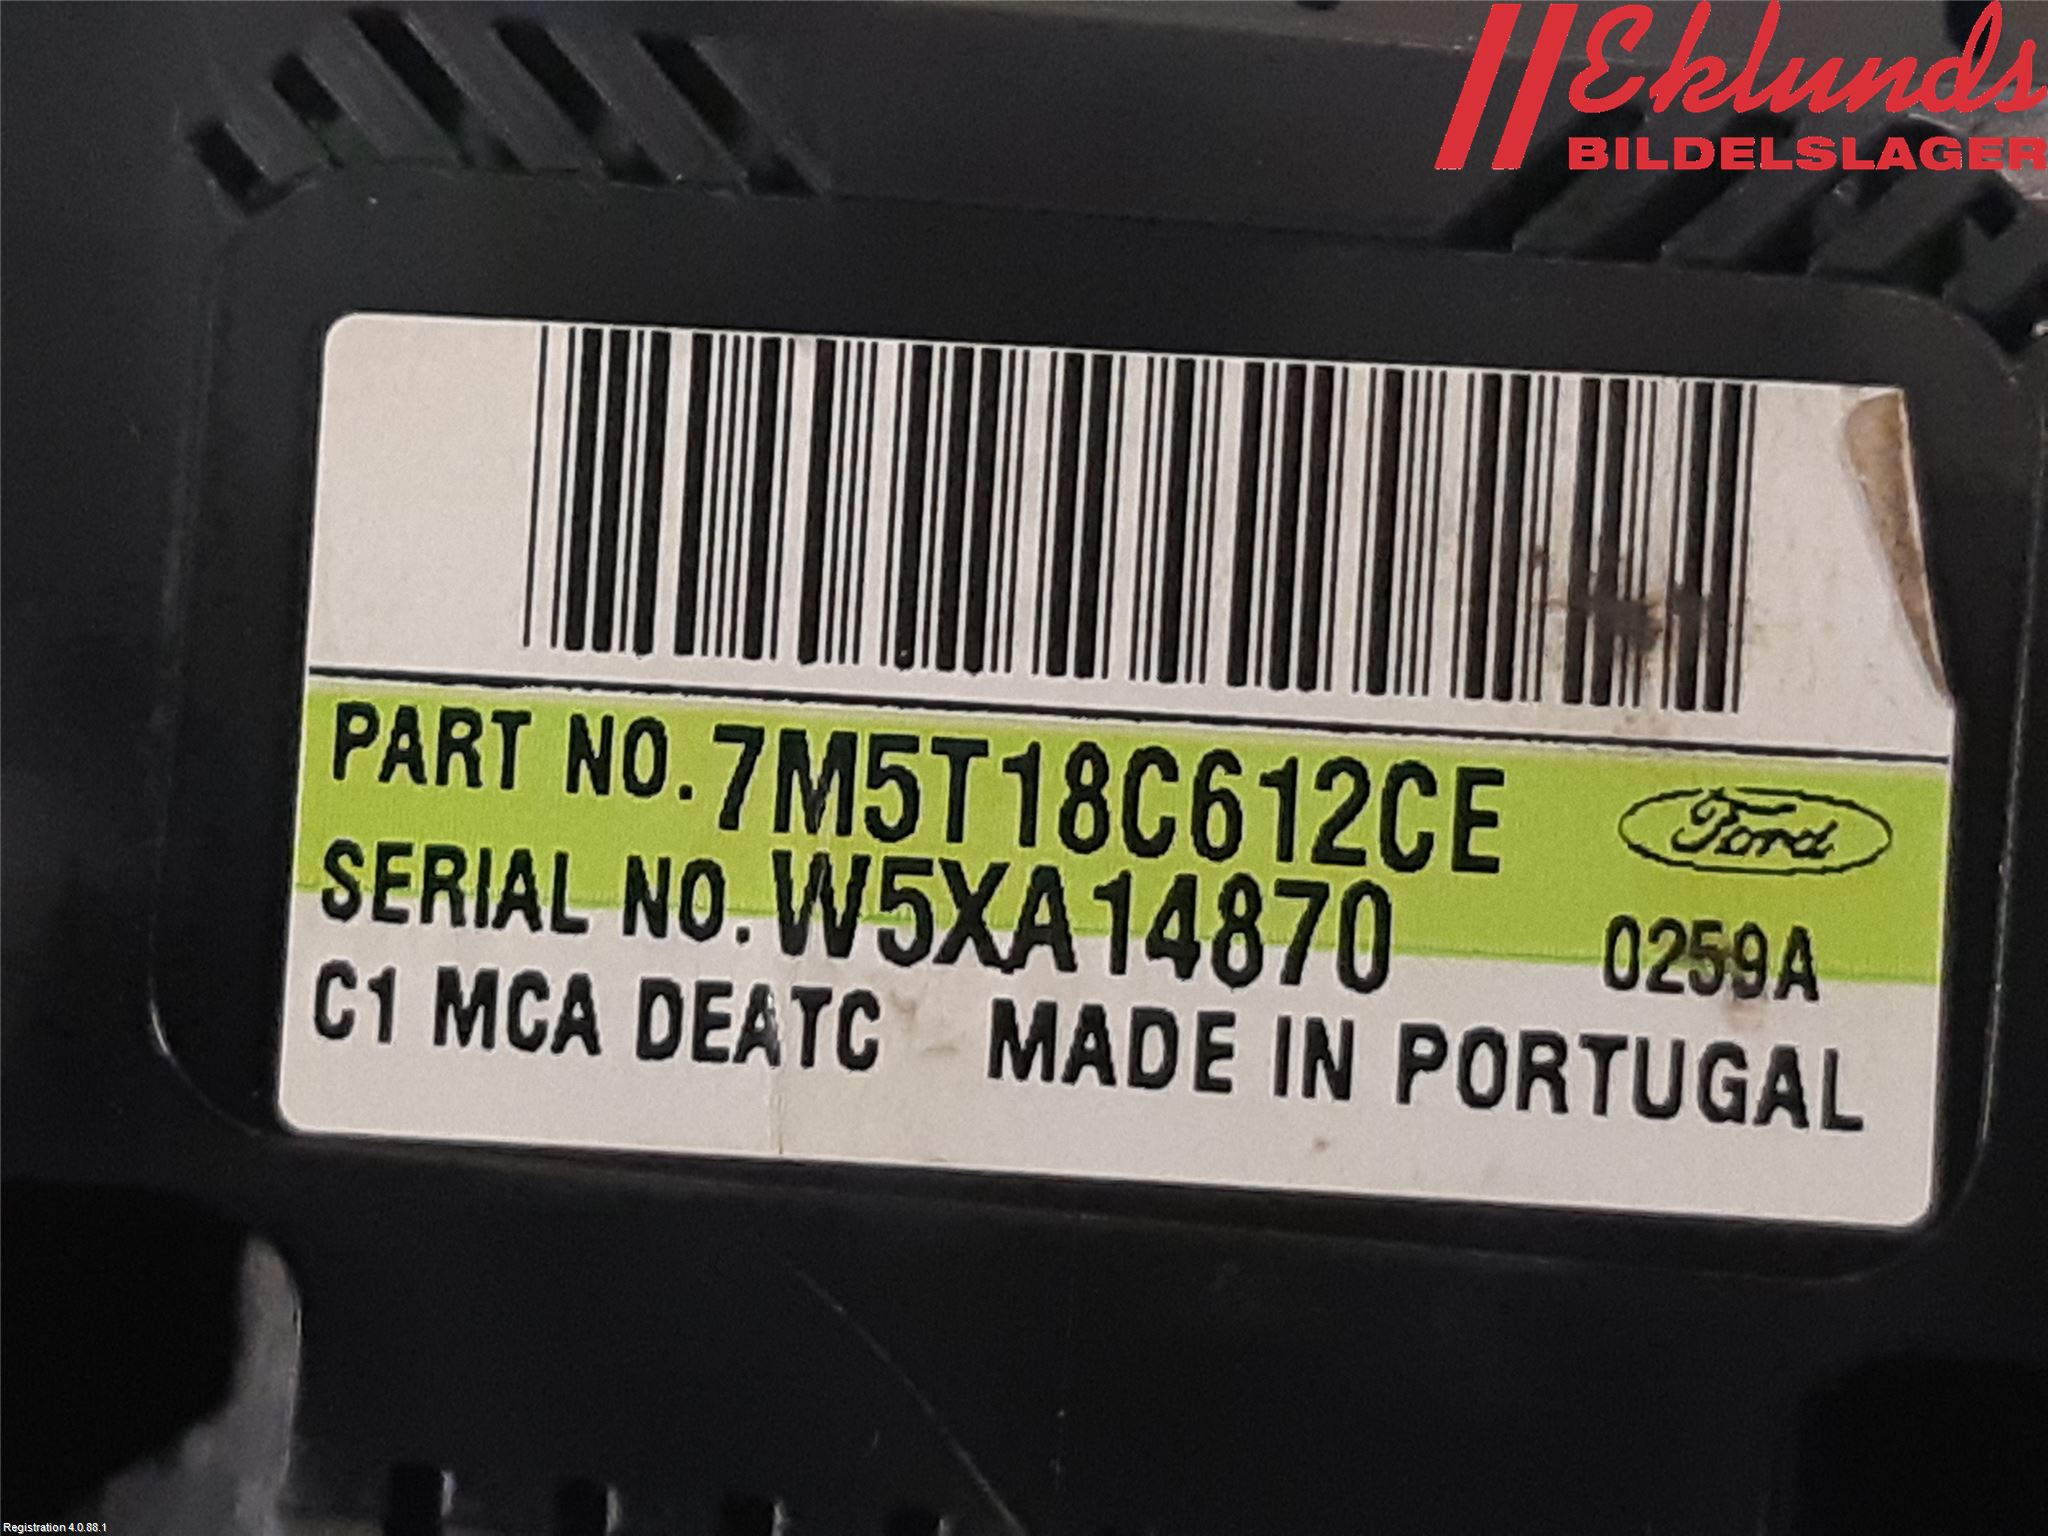 Eklunds
BILDELSLAGER
PART NO. 7M5T18C612CE
Ford
SERIAL NO. W5XA14870
0259A
C1 MCA DEATC MADE IN PORTUGAL
Registration 4.0.88.1